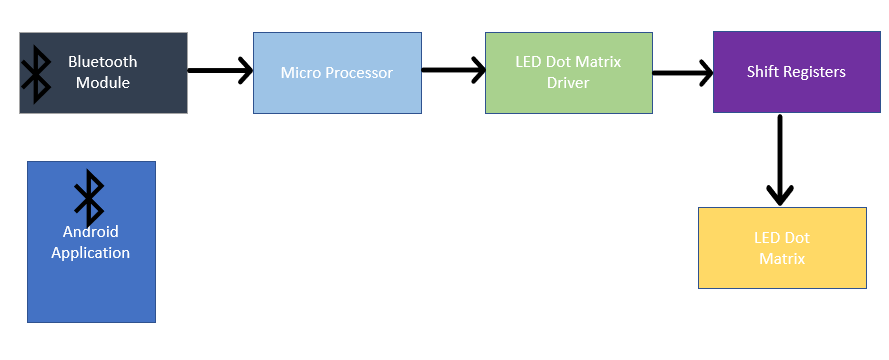 Bluetooth
Module
Micro Processor
LED Dot Matrix
Driver
Shift Registers
Android
Application
LED Dot
Matrix